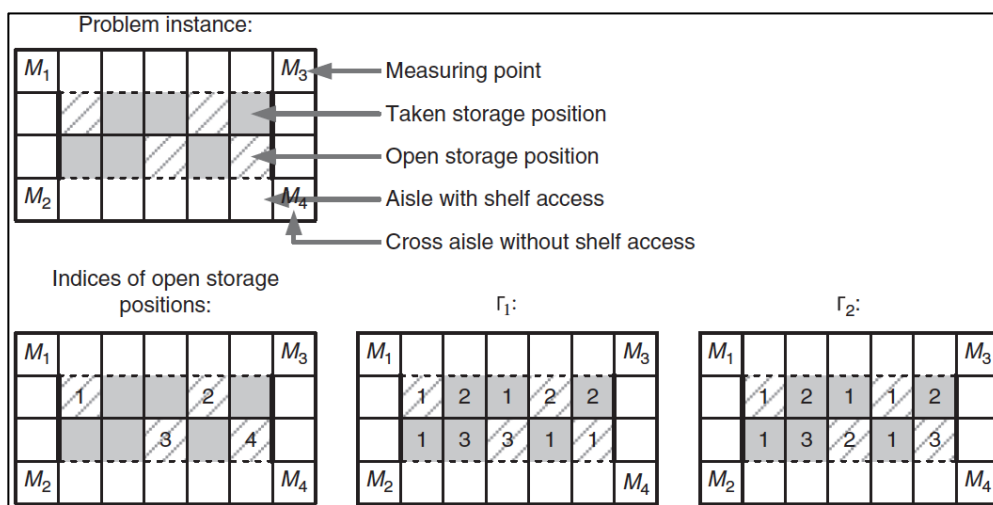 Problem instance:
M₁ M₃ Measuring point
Taken storage position
Open storage position
M₂ M₄ Aisle with shelf access
Cross aisle without shelf access
Indices of open storage
positions:
Γ₁:
Γ₂:
M₁ M₃
1 2
3 4
M₂ M₄
M₁ M₃
1 2 1 2 2
1 3 3 1 1
M₂ M₄
M₁ M₃
1 2 1 1 2
1 3 2 1 3
M₂ M₄